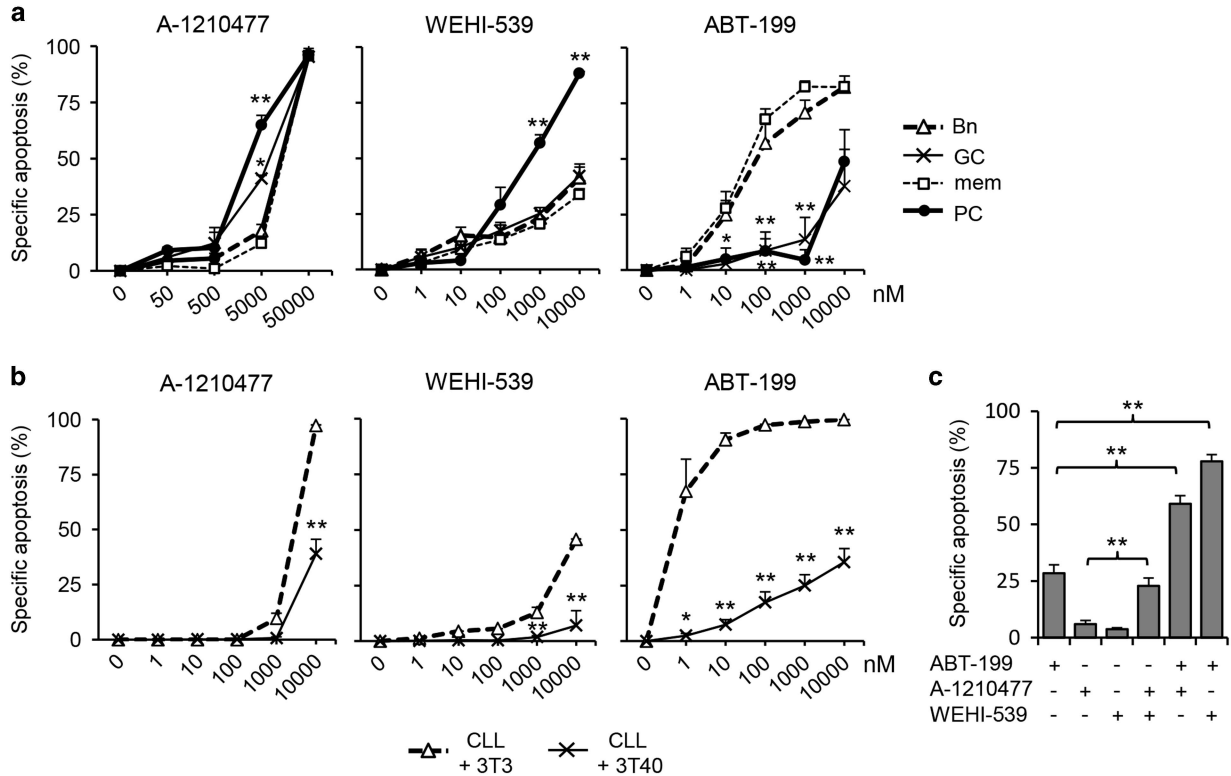 a
A-1210477
WEHI-539
ABT-199
Specific apoptosis (%)
100
75
50
25
0
**
*
**
**
*
**
**
**
**
0 50 500 5000 50000
0 1 10 100 1000 10000
0 1 10 100 1000 10000 nM
Bn
GC
mem
PC
b
A-1210477
WEHI-539
ABT-199
Specific apoptosis (%)
100
75
50
25
0
**
**
**
*
**
**
**
**
0 1 10 100 1000 10000
0 1 10 100 1000 10000
0 1 10 100 1000 10000 nM
CLL + 3T3
CLL + 3T40
c
Specific apoptosis (%)
100
75
50
25
0
**
**
**
ABT-199 + - - - + +
A-1210477 - + - + + -
WEHI-539 - - + + - +